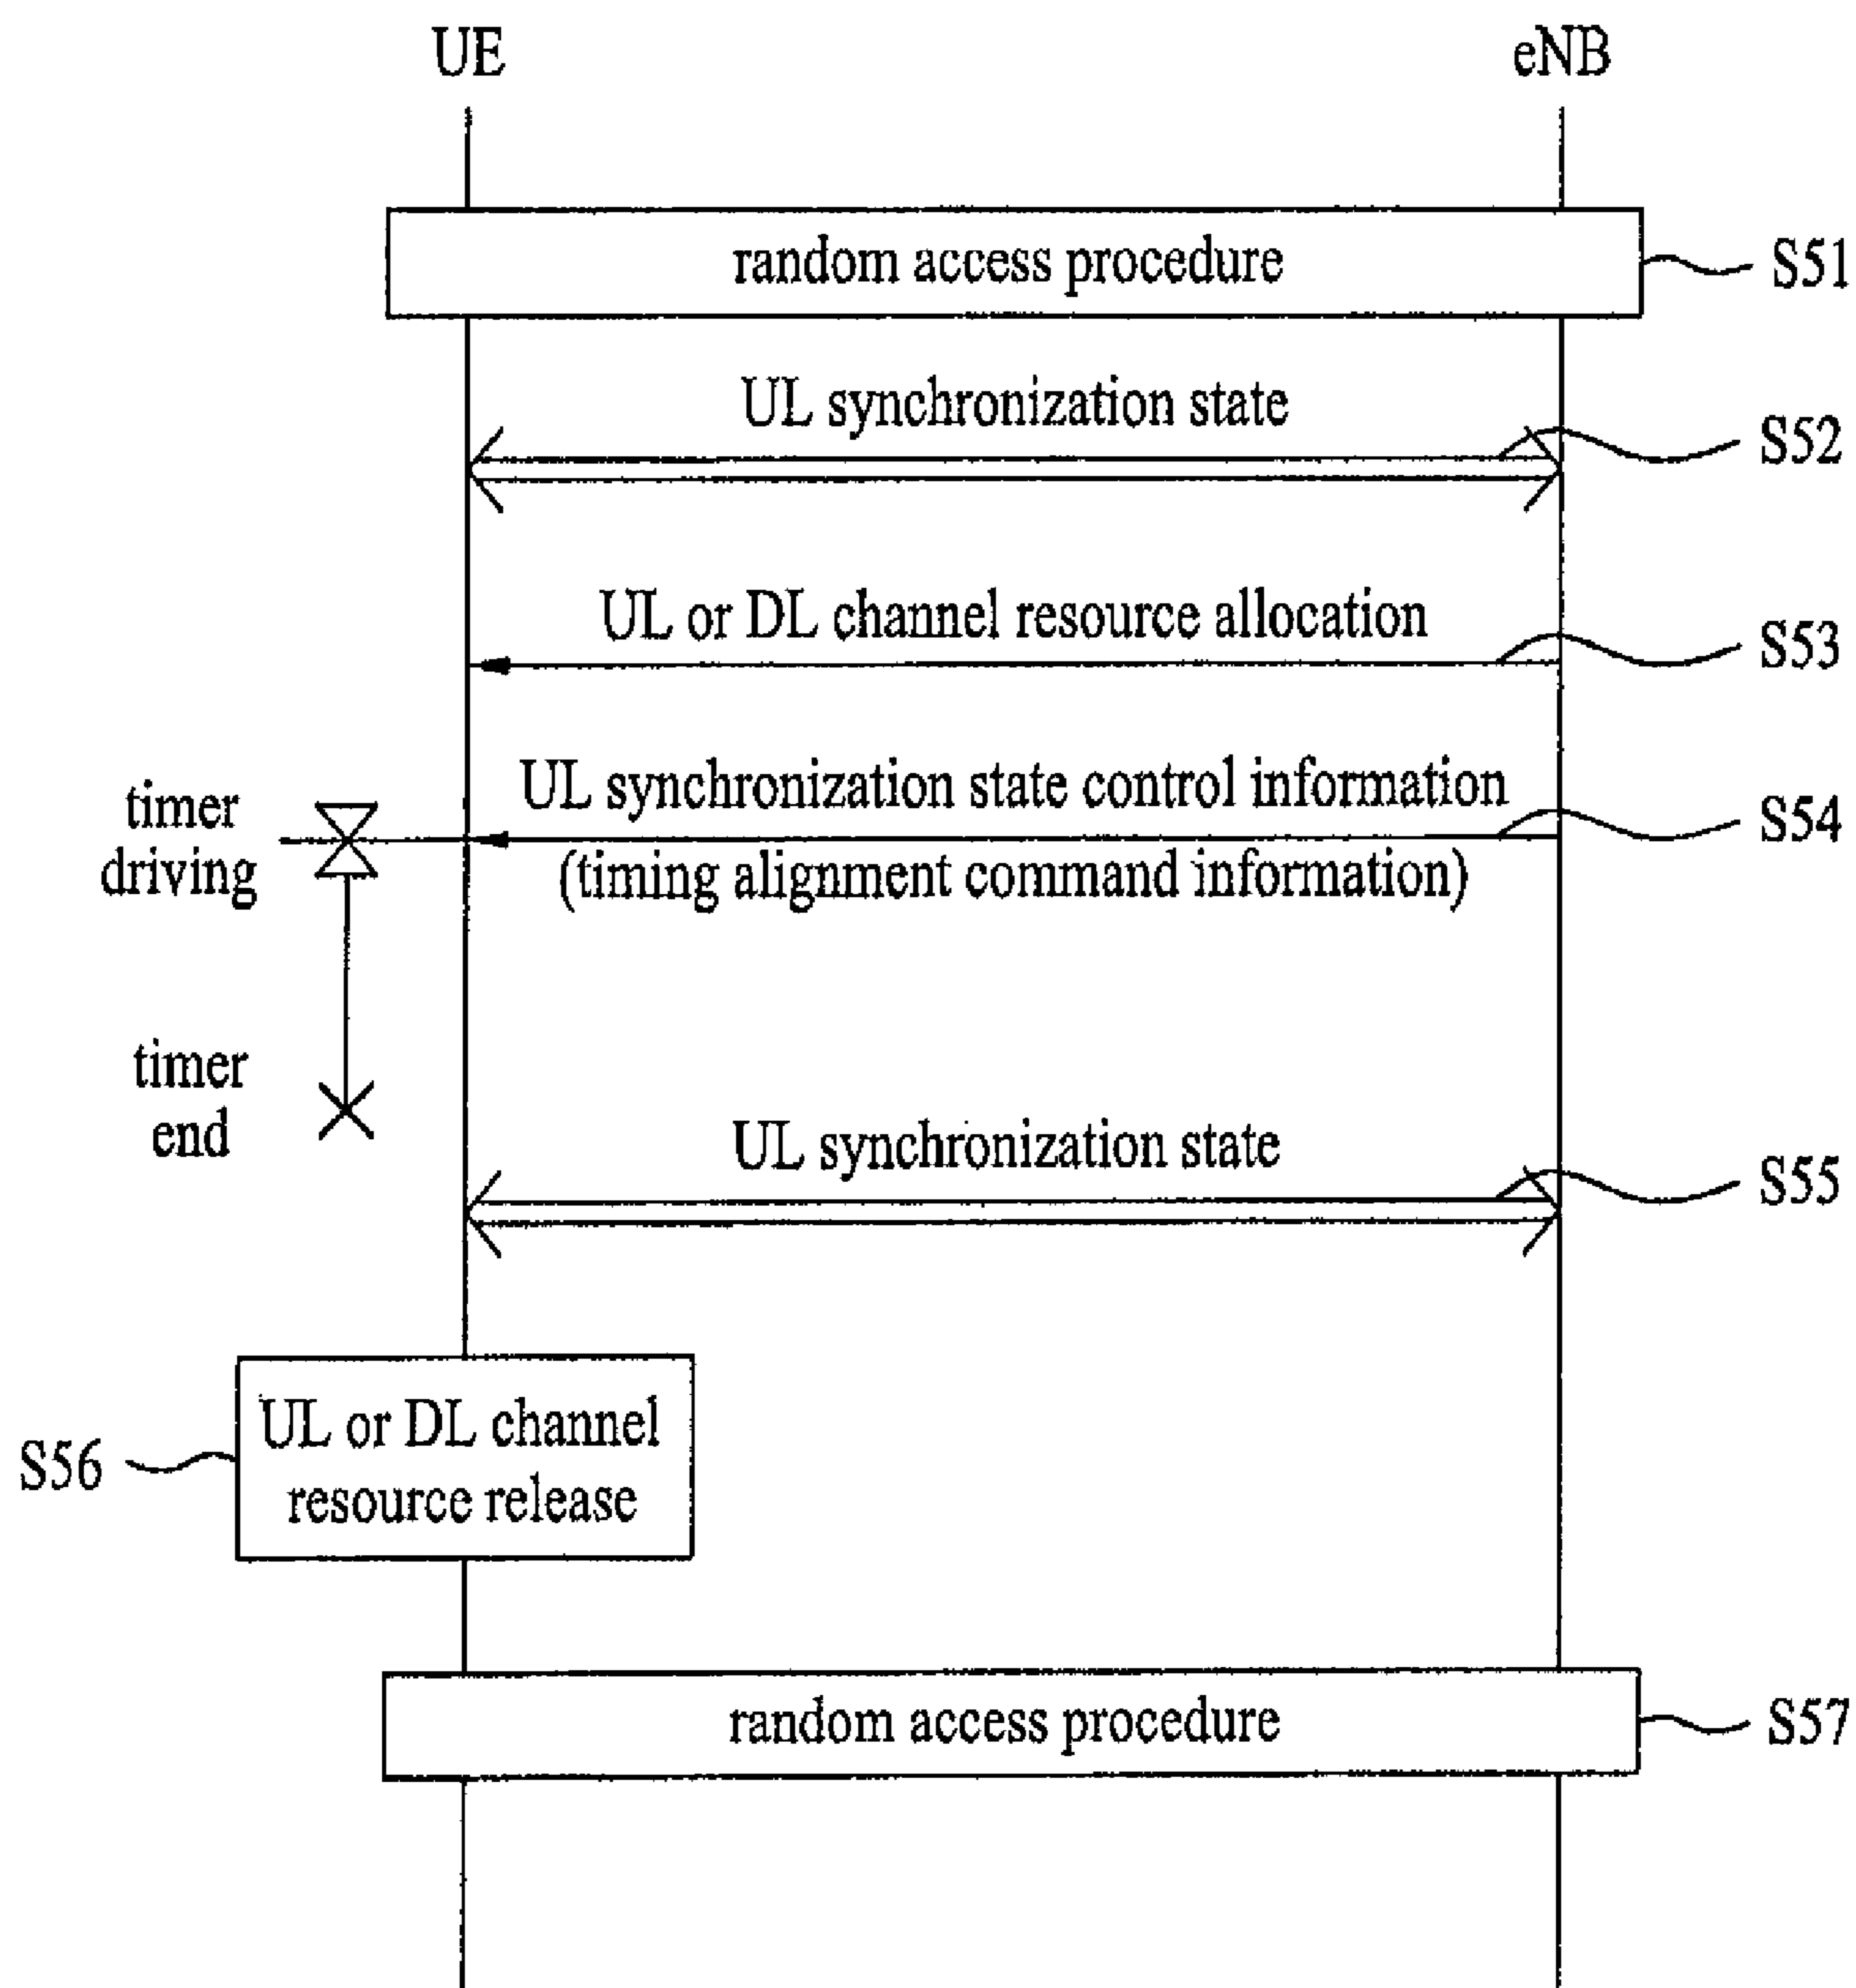 UE
eNB
random access procedure
S51
UL synchronization state
S52
UL or DL channel resource allocation
S53
timer
driving
UL synchronization state control information
(timing alignment command information)
S54
timer
end
UL synchronization state
S55
S56
UL or DL channel
resource release
random access procedure
S57